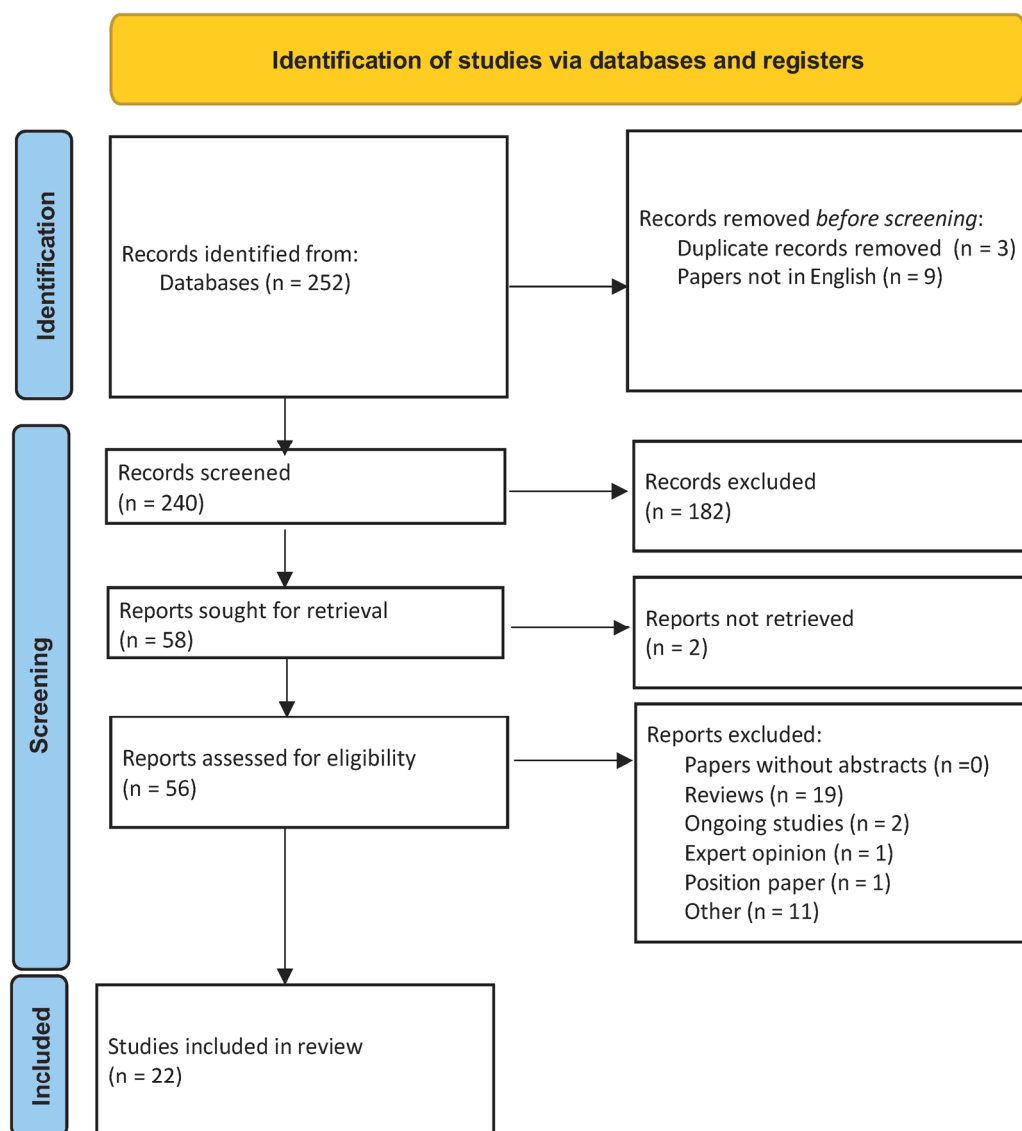 Identification of studies via databases and registers
Identification
Records identified from:
Databases (n = 252)
Records removed before screening:
Duplicate records removed (n = 3)
Papers not in English (n = 9)
Screening
Records screened
(n = 240)
Records excluded
(n = 182)
Reports sought for retrieval
(n = 58)
Reports not retrieved
(n = 2)
Reports assessed for eligibility
(n = 56)
Reports excluded:
Papers without abstracts (n =0)
Reviews (n = 19)
Ongoing studies (n = 2)
Expert opinion (n = 1)
Position paper (n = 1)
Other (n = 11)
Included
Studies included in review
(n = 22)